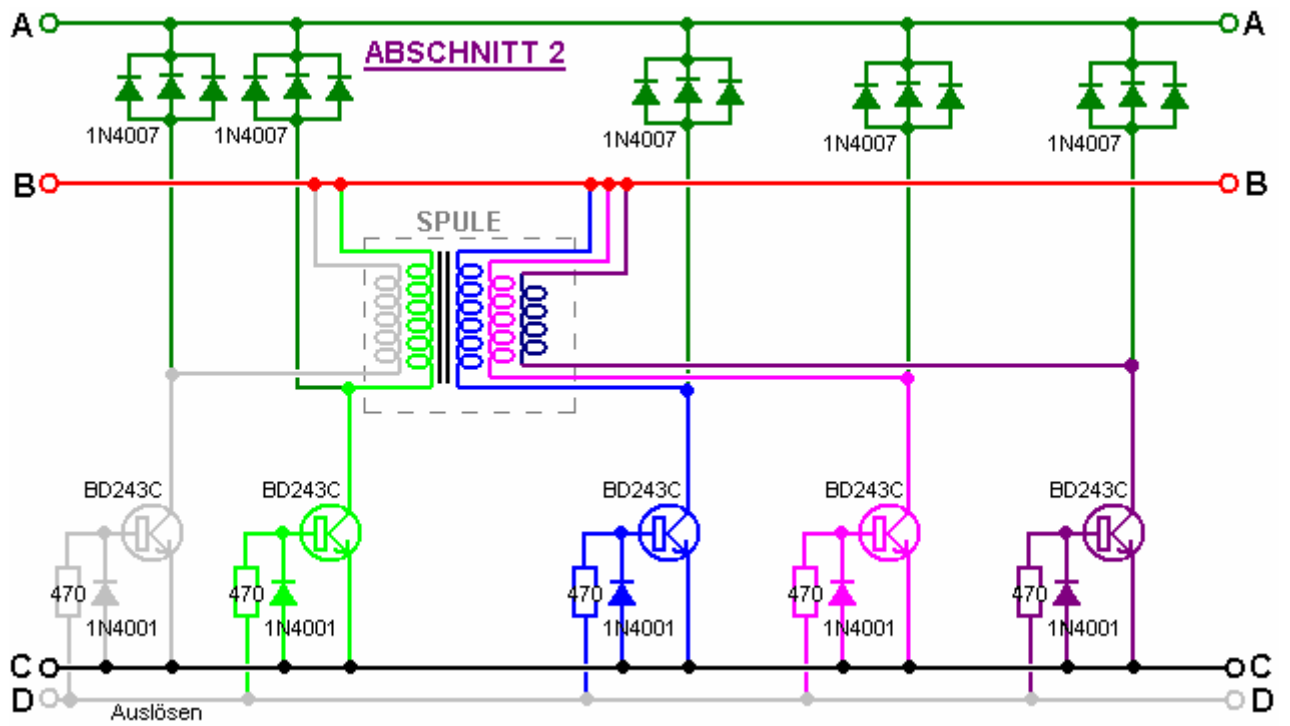 A A
ABSCHNITT 2
1N4007 1N4007 1N4007 1N4007 1N4007
B B
SPULE
BD243C BD243C BD243C BD243C BD243C
470 470 470 470 470
1N4001 1N4001 1N4001 1N4001 1N4001
C C
D D
Auslösen